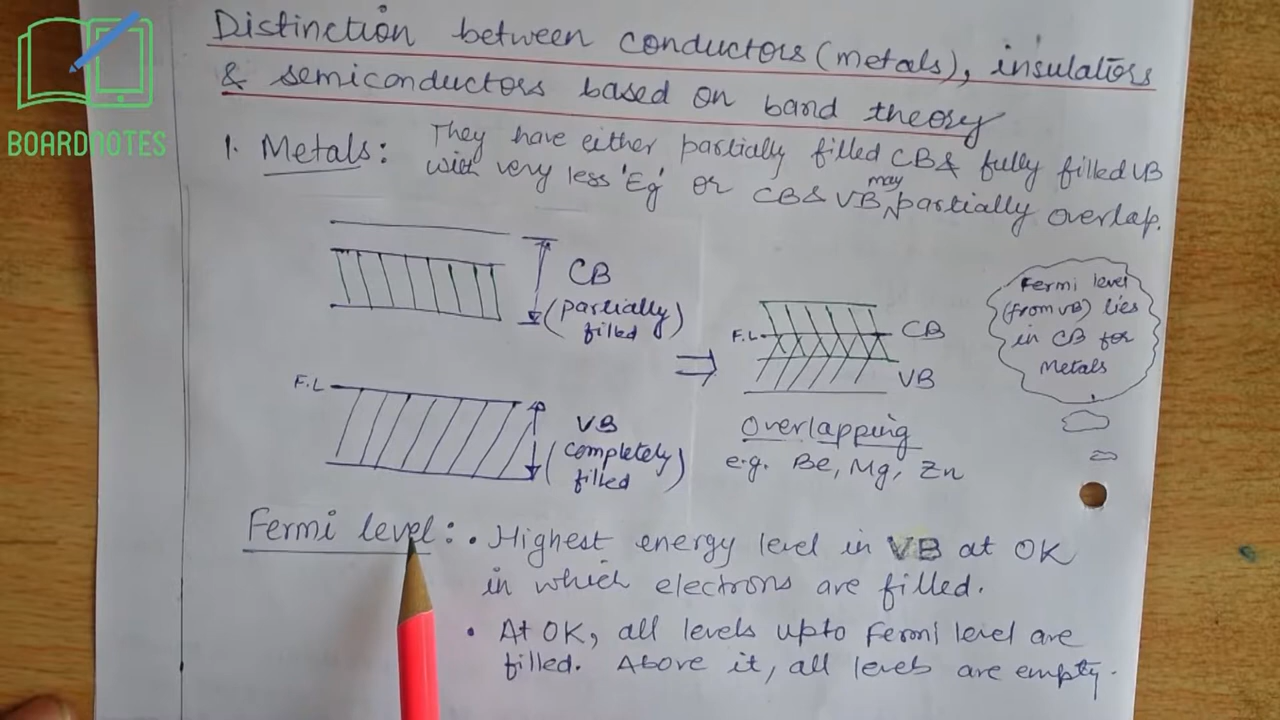 BOARDNOTES
Distinction between conductors (metals), insulators
& semiconductors based on band theory
1. Metals: They have either partially filled CB & fully filled VB
with very less 'Eg' or CB & VB may partially overlap.
CB
(partially
filled)
F.L
VB
(completely
filled)
⇒
F.L
CB
VB
Overlapping
e.g. Be, Mg, Zn
Fermi level
(from VB) lies
in CB for
Metals
Fermi level: • Highest energy level in VB at 0K
in which electrons are filled.
• At 0K, all levels upto Fermi level are
filled. Above it, all levels are empty.